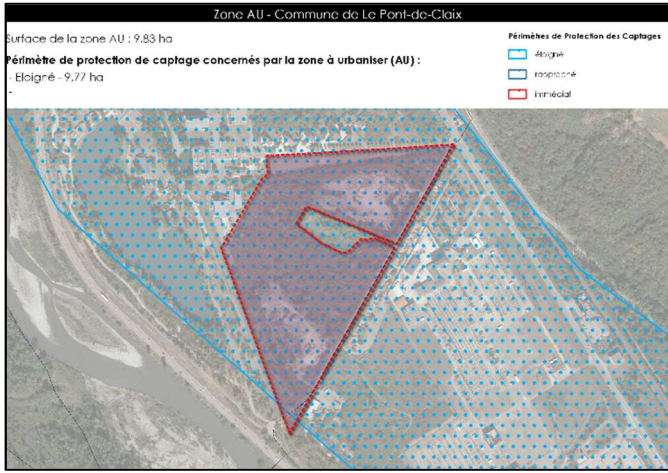 Zone AU - Commune de Le Pont-de-Claix
Surface de la zone AU : 9,83 ha
Périmètre de protection de captage concernés par la zone à urbaniser (AU) :
- Eloigné - 9,77 ha
-
Périmètres de Protection des Captages
éloigné
rapproché
immédiat